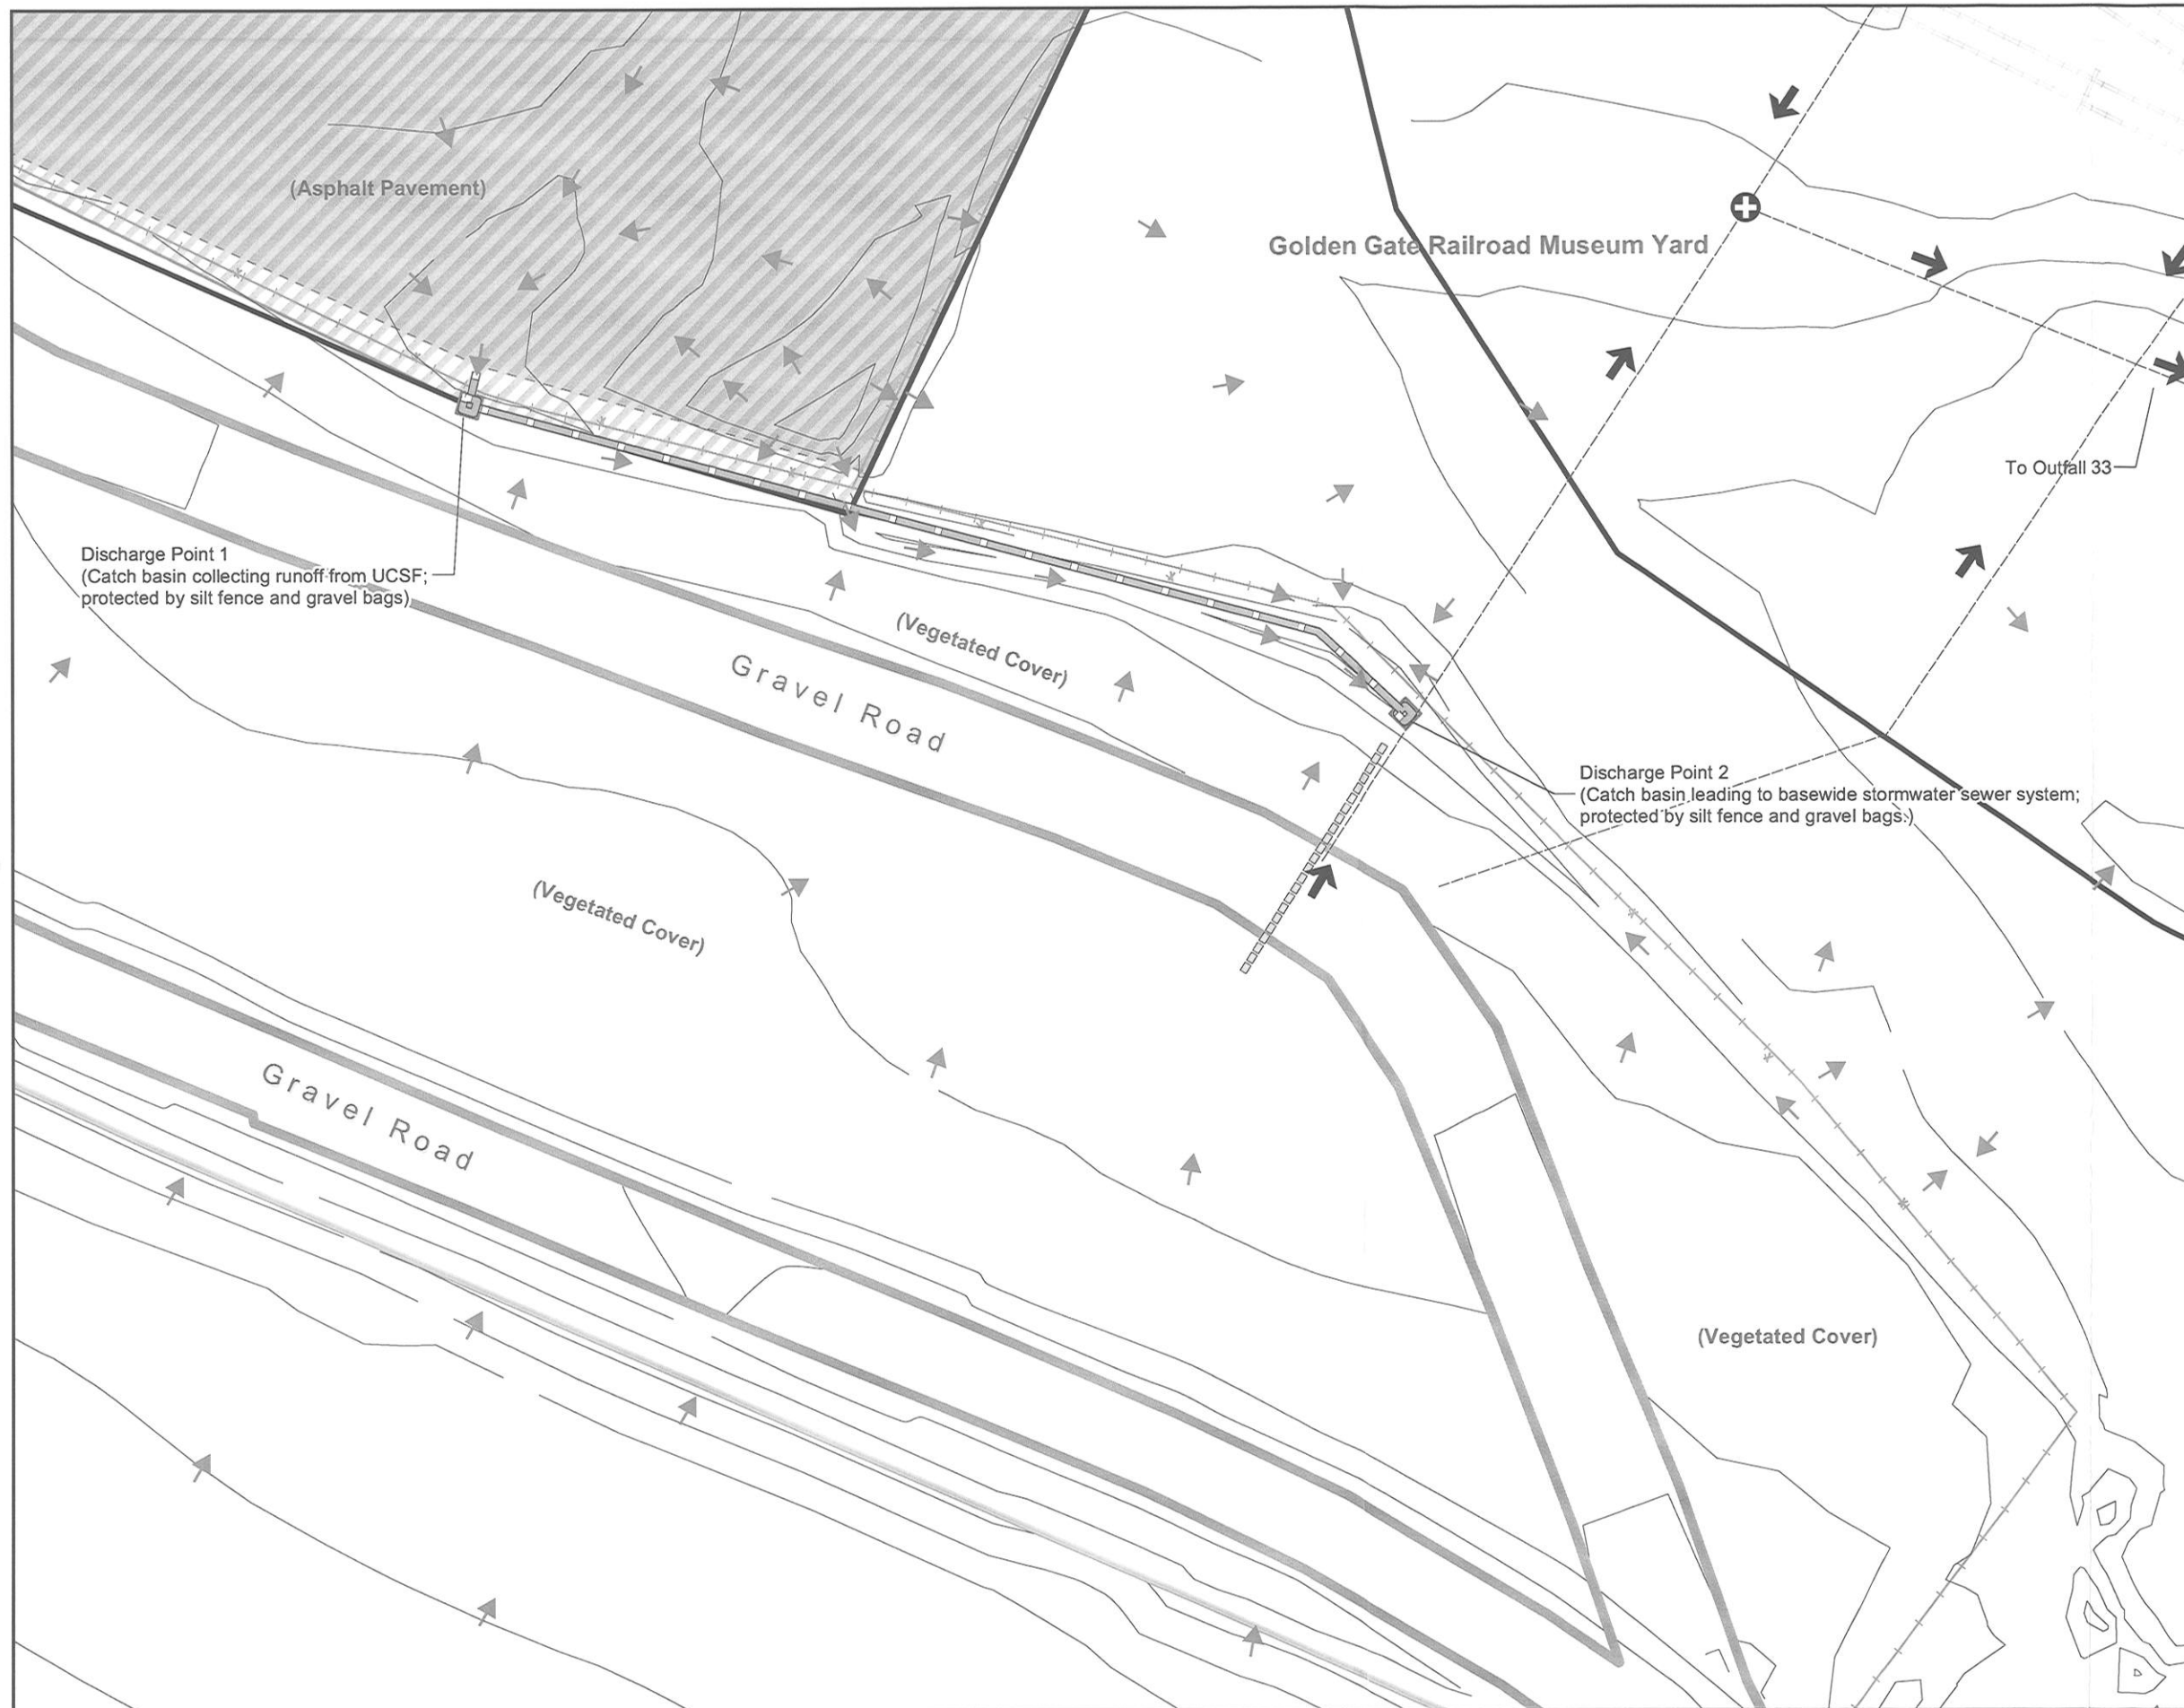 (Asphalt Pavement)
Golden Gate Railroad Museum Yard
To Outfall 33
Discharge Point 1
(Catch basin collecting runoff from UCSF;
protected by silt fence and gravel bags)
(Vegetated Cover)
Gravel Road
Discharge Point 2
(Catch basin leading to basewide stormwater sewer system;
protected by silt fence and gravel bags.)
(Vegetated Cover)
Gravel Road
(Vegetated Cover)